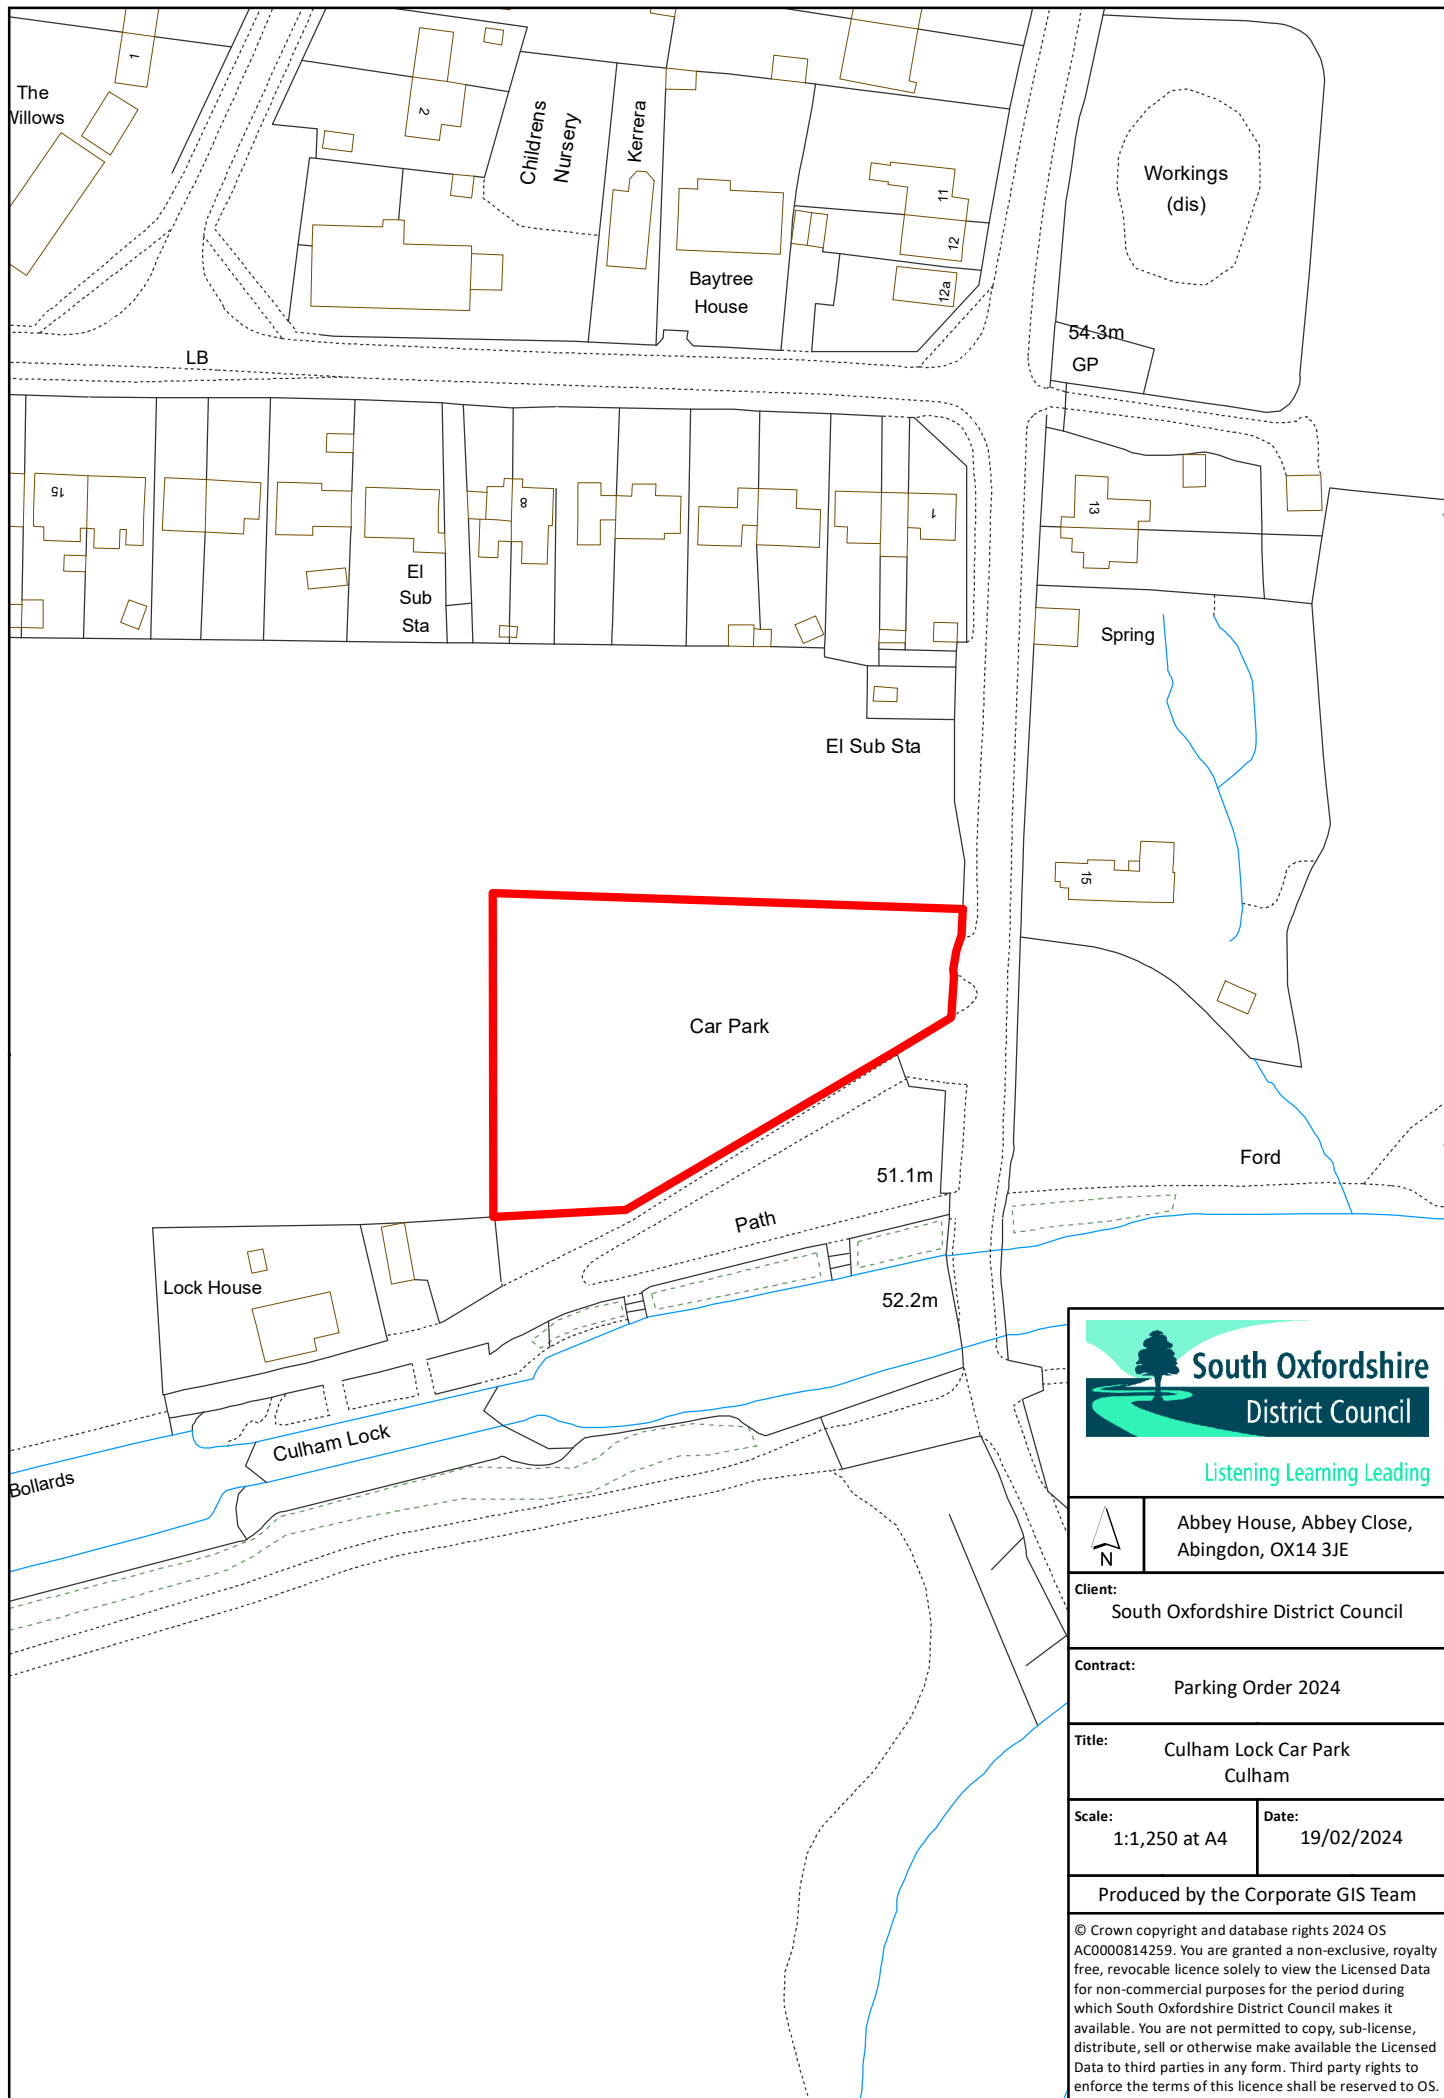 1
The
Willows
2
Childrens
Nursery
Kerrera
11
12
12a
Baytree
House
Workings
(dis)
54.3m
GP
LB
15
8
1
13
El
Sub
Sta
Spring
El Sub Sta
15
Car Park
Ford
51.1m
Path
Lock House
52.2m
Culham Lock
Bollards
South Oxfordshire
District Council
Listening Learning Leading
N
Abbey House, Abbey Close,
Abingdon, OX14 3JE
Client:
South Oxfordshire District Council
Contract:
Parking Order 2024
Title:
Culham Lock Car Park
Culham
Scale:
1:1,250 at A4
Date:
19/02/2024
Produced by the Corporate GIS Team
© Crown copyright and database rights 2024 OS
AC0000814259. You are granted a non-exclusive, royalty
free, revocable licence solely to view the Licensed Data
for non-commercial purposes for the period during
which South Oxfordshire District Council makes it
available. You are not permitted to copy, sub-license,
distribute, sell or otherwise make available the Licensed
Data to third parties in any form. Third party rights to
enforce the terms of this licence shall be reserved to OS.